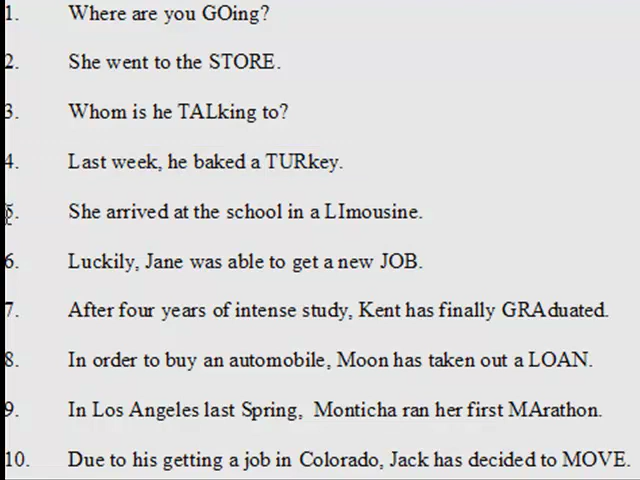 1. Where are you GOing?
2. She went to the STORE.
3. Whom is he TALking to?
4. Last week, he baked a TURkey.
5. She arrived at the school in a LImousine.
6. Luckily, Jane was able to get a new JOB.
7. After four years of intense study, Kent has finally GRAduated.
8. In order to buy an automobile, Moon has taken out a LOAN.
9. In Los Angeles last Spring,  Monticha ran her first MArathon.
10. Due to his getting a job in Colorado, Jack has decided to MOVE.